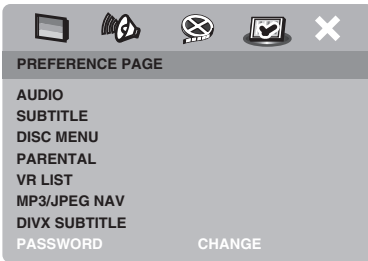 PREFERENCE PAGE
AUDIO
SUBTITLE
DISC MENU
PARENTAL
VR LIST
MP3/JPEG NAV
DIVX SUBTITLE
PASSWORD CHANGE